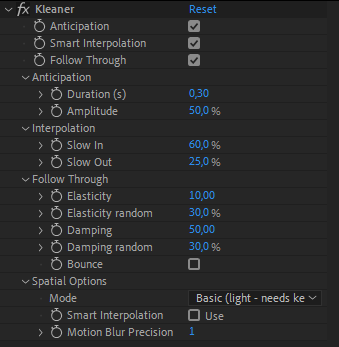 fx Kleaner Reset
Anticipation
Smart Interpolation
Follow Through
Anticipation
Duration (s) 0,30
Amplitude 50,0 %
Interpolation
Slow In 60,0 %
Slow Out 25,0 %
Follow Through
Elasticity 10,00
Elasticity random 30,0 %
Damping 50,00
Damping random 30,0 %
Bounce
Spatial Options
Mode Basic (light - needs ke
Smart Interpolation Use
Motion Blur Precision 1